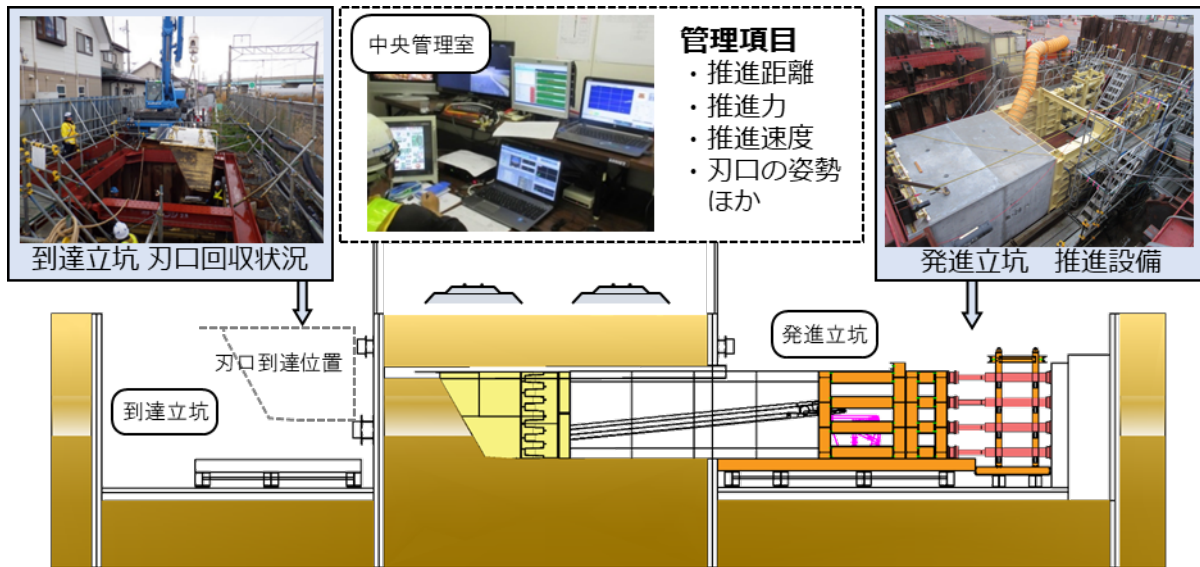 中央管理室
管理項目
・推進距離
・推進力
・推進速度
・刃口の姿勢
ほか
到達立坑 刃口回収状況
発進立坑　推進設備
刃口到達位置
到達立坑
発進立坑